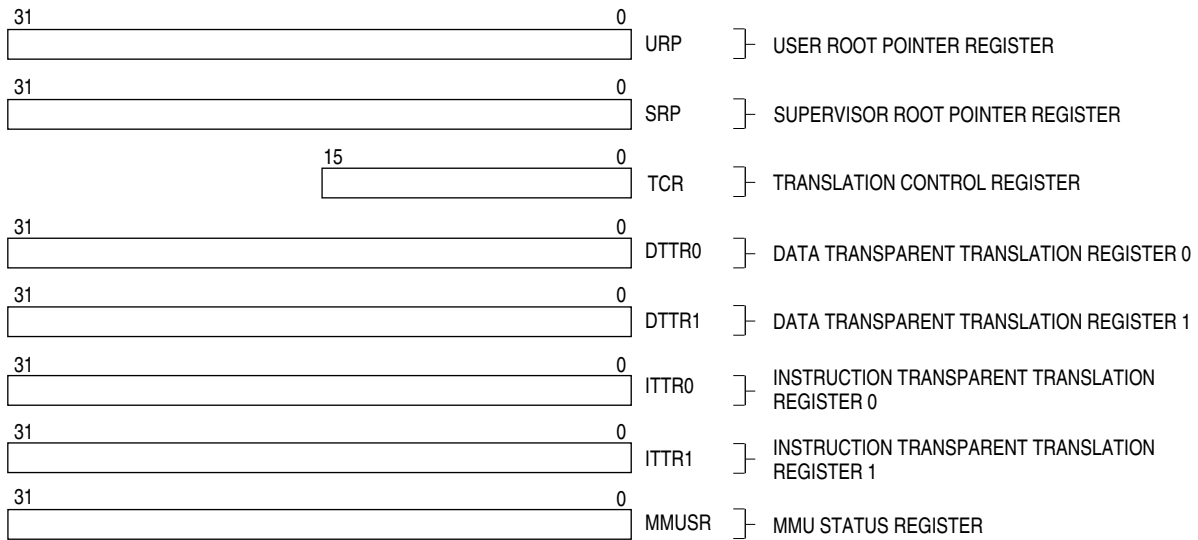 31 0
URP USER ROOT POINTER REGISTER
31 0
SRP SUPERVISOR ROOT POINTER REGISTER
15 0
TCR TRANSLATION CONTROL REGISTER
31 0
DTTR0 DATA TRANSPARENT TRANSLATION REGISTER 0
31 0
DTTR1 DATA TRANSPARENT TRANSLATION REGISTER 1
31 0
ITTR0 INSTRUCTION TRANSPARENT TRANSLATION
REGISTER 0
31 0
ITTR1 INSTRUCTION TRANSPARENT TRANSLATION
REGISTER 1
31 0
MMUSR MMU STATUS REGISTER